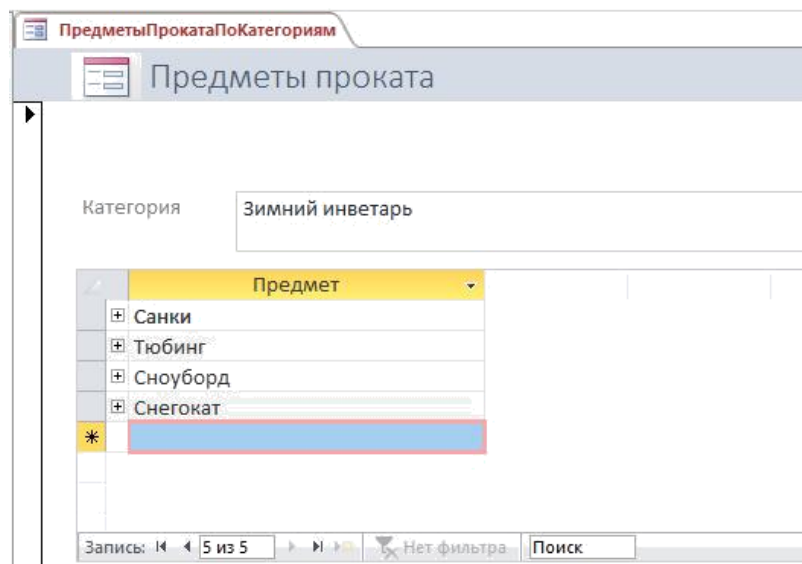 ПредметыПрокатаПоКатегориям
Предметы проката
Категория
Зимний инветарь
Предмет
Санки
Тюбинг
Сноуборд
Снегокат
Запись: 5 из 5 Нет фильтра Поиск